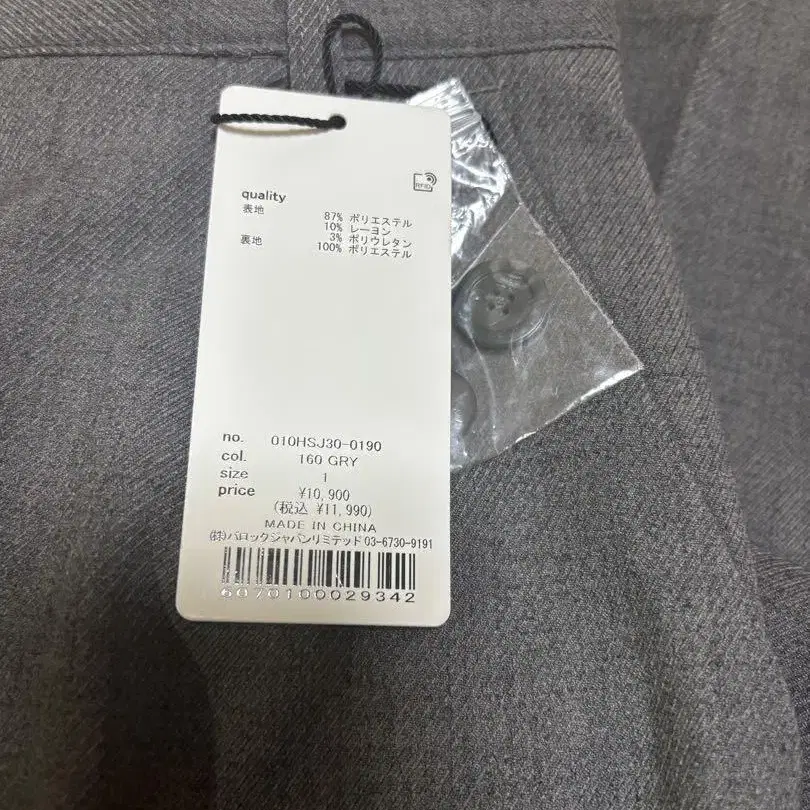 RFID
quality
表地 87% ポリエステル
10% レーヨン
3% ポリウレタン
裏地 100% ポリエステル
no. 010HSJ30-0190
col. 160 GRY
size 1
price ¥10,900
(税込 ¥11,990)
MADE IN CHINA
(株)バロックジャパンリミテッド 03-6730-9191
6070100029342